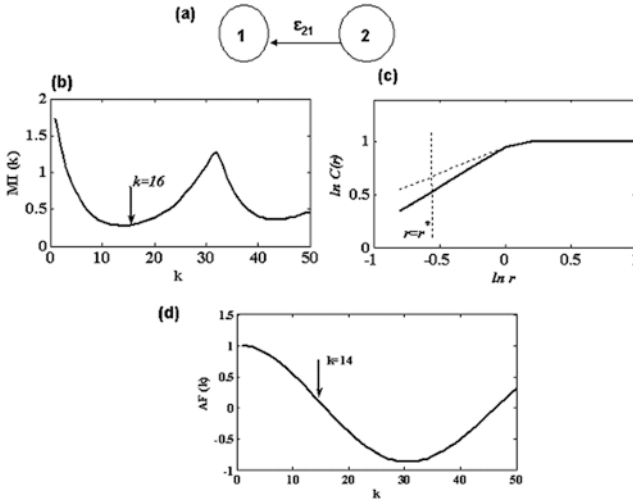 (a)
1
ε21
2
(b)
2
1.5
1
0.5
0
MI (k)
k=16
0 10 20 30 40 50
k
(c)
1
0.5
0
ln C(r)
r=r*
-1 -0.5 0 0.5 1
ln r
(d)
1.5
1
0.5
0
-0.5
-1
AF (k)
k=14
0 10 20 30 40 50
k